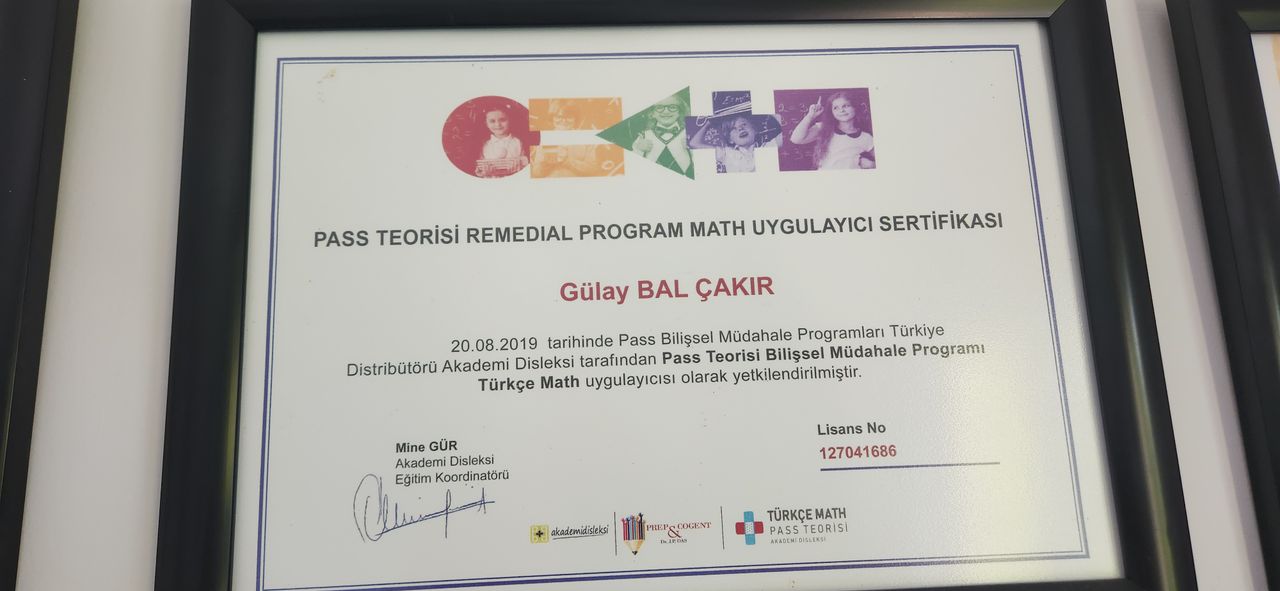 PASS TEORİSİ REMEDIAL PROGRAM MATH UYGULAYICI SERTİFİKASI
Gülay BAL ÇAKIR
20.08.2019 tarihinde Pass Bilişsel Müdahale Programları Türkiye
Distribütörü Akademi Disleksi tarafından Pass Teorisi Bilişsel Müdahale Programı
Türkçe Math uygulayıcısı olarak yetkilendirilmiştir.
Mine GÜR
Akademi Disleksi
Eğitim Koordinatörü
Lisans No
127041686
akademidisleksi
PREP & COGENT
Dr. J.P. DAS
TÜRKÇE MATH
PASS TEORİSİ
AKADEMİ DİSLEKSİ